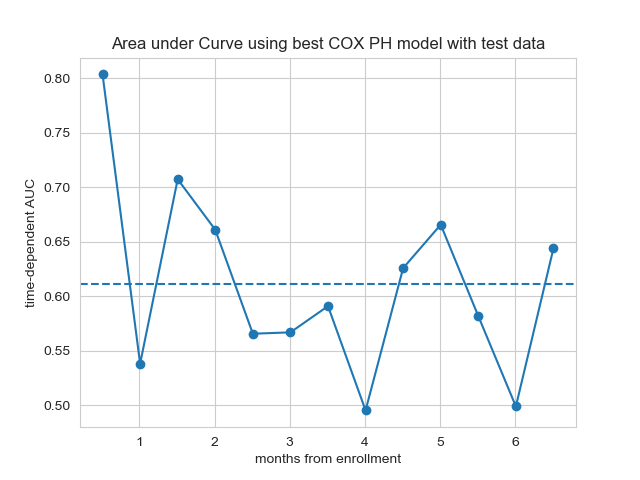 Area under Curve using best COX PH model with test data
time-dependent AUC
0.80
0.75
0.70
0.65
0.60
0.55
0.50
1 2 3 4 5 6
months from enrollment